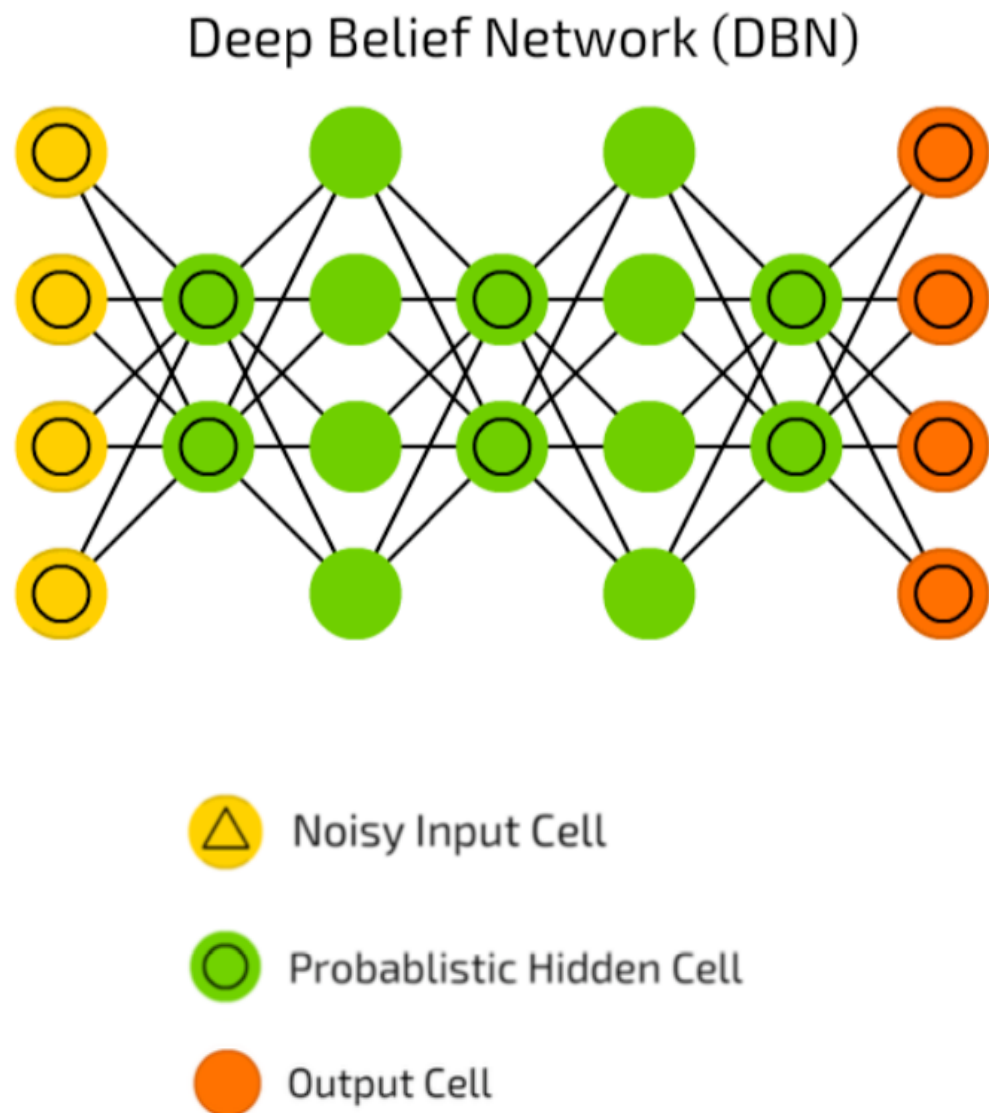 Deep Belief Network (DBN)
Noisy Input Cell
Probablistic Hidden Cell
Output Cell